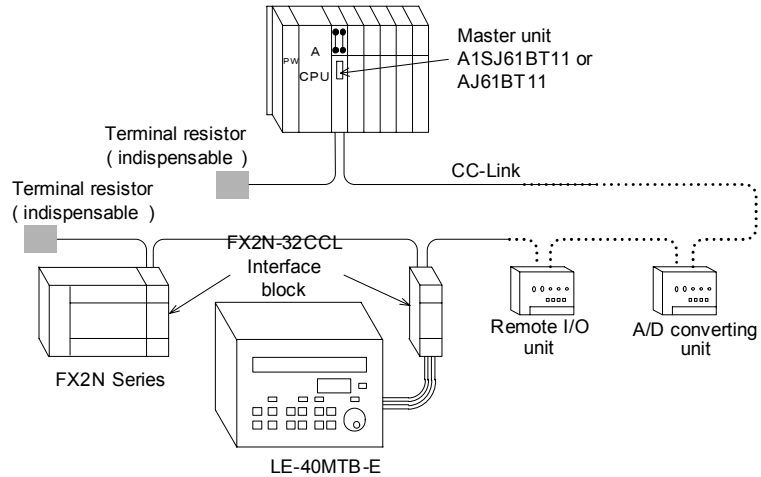 Master unit
A1SJ61BT11 or
AJ61BT11
PW
A
CPU
Terminal resistor
( indispensable )
CC-Link
Terminal resistor
( indispensable )
FX2N-32CCL
Interface
block
Remote I/O
unit
A/D converting
unit
FX2N Series
LE-40MTB-E